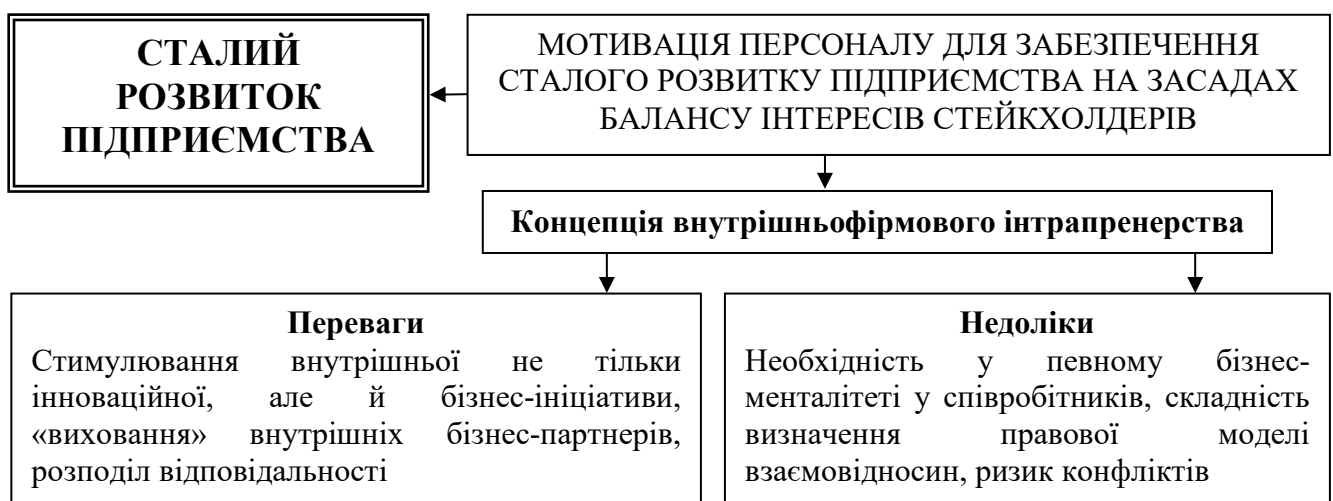 СТАЛИЙ
РОЗВИТОК
ПІДПРИЄМСТВА
МОТИВАЦІЯ ПЕРСОНАЛУ ДЛЯ ЗАБЕЗПЕЧЕННЯ
СТАЛОГО РОЗВИТКУ ПІДПРИЄМСТВА НА ЗАСАДАХ
БАЛАНСУ ІНТЕРЕСІВ СТЕЙКХОЛДЕРІВ
Концепція внутрішньофірмового інтрапренерства
Переваги
Стимулювання внутрішньої не тільки
інноваційної, але й бізнес-ініціативи,
«виховання» внутрішніх бізнес-партнерів,
розподіл відповідальності
Недоліки
Необхідність у певному бізнес-
менталітеті у співробітників, складність
визначення правової моделі
взаємовідносин, ризик конфліктів